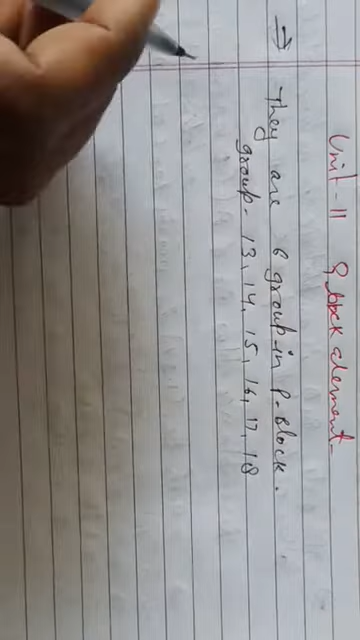 Unit-11 P block element-
→ They are 6 group in P-Block.
group- 13, 14, 15, 16, 17, 18